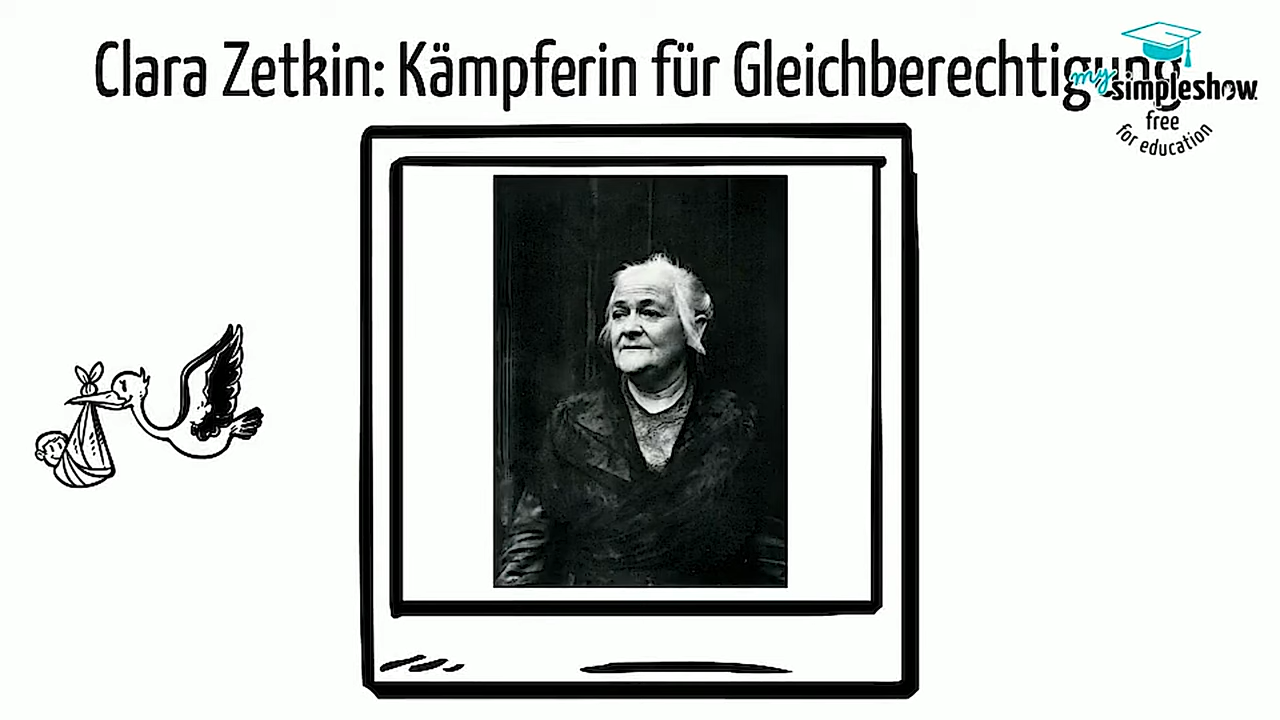 Clara Zetkin: Kämpferin für Gleichberechtigung
my simpleshow
free
for education